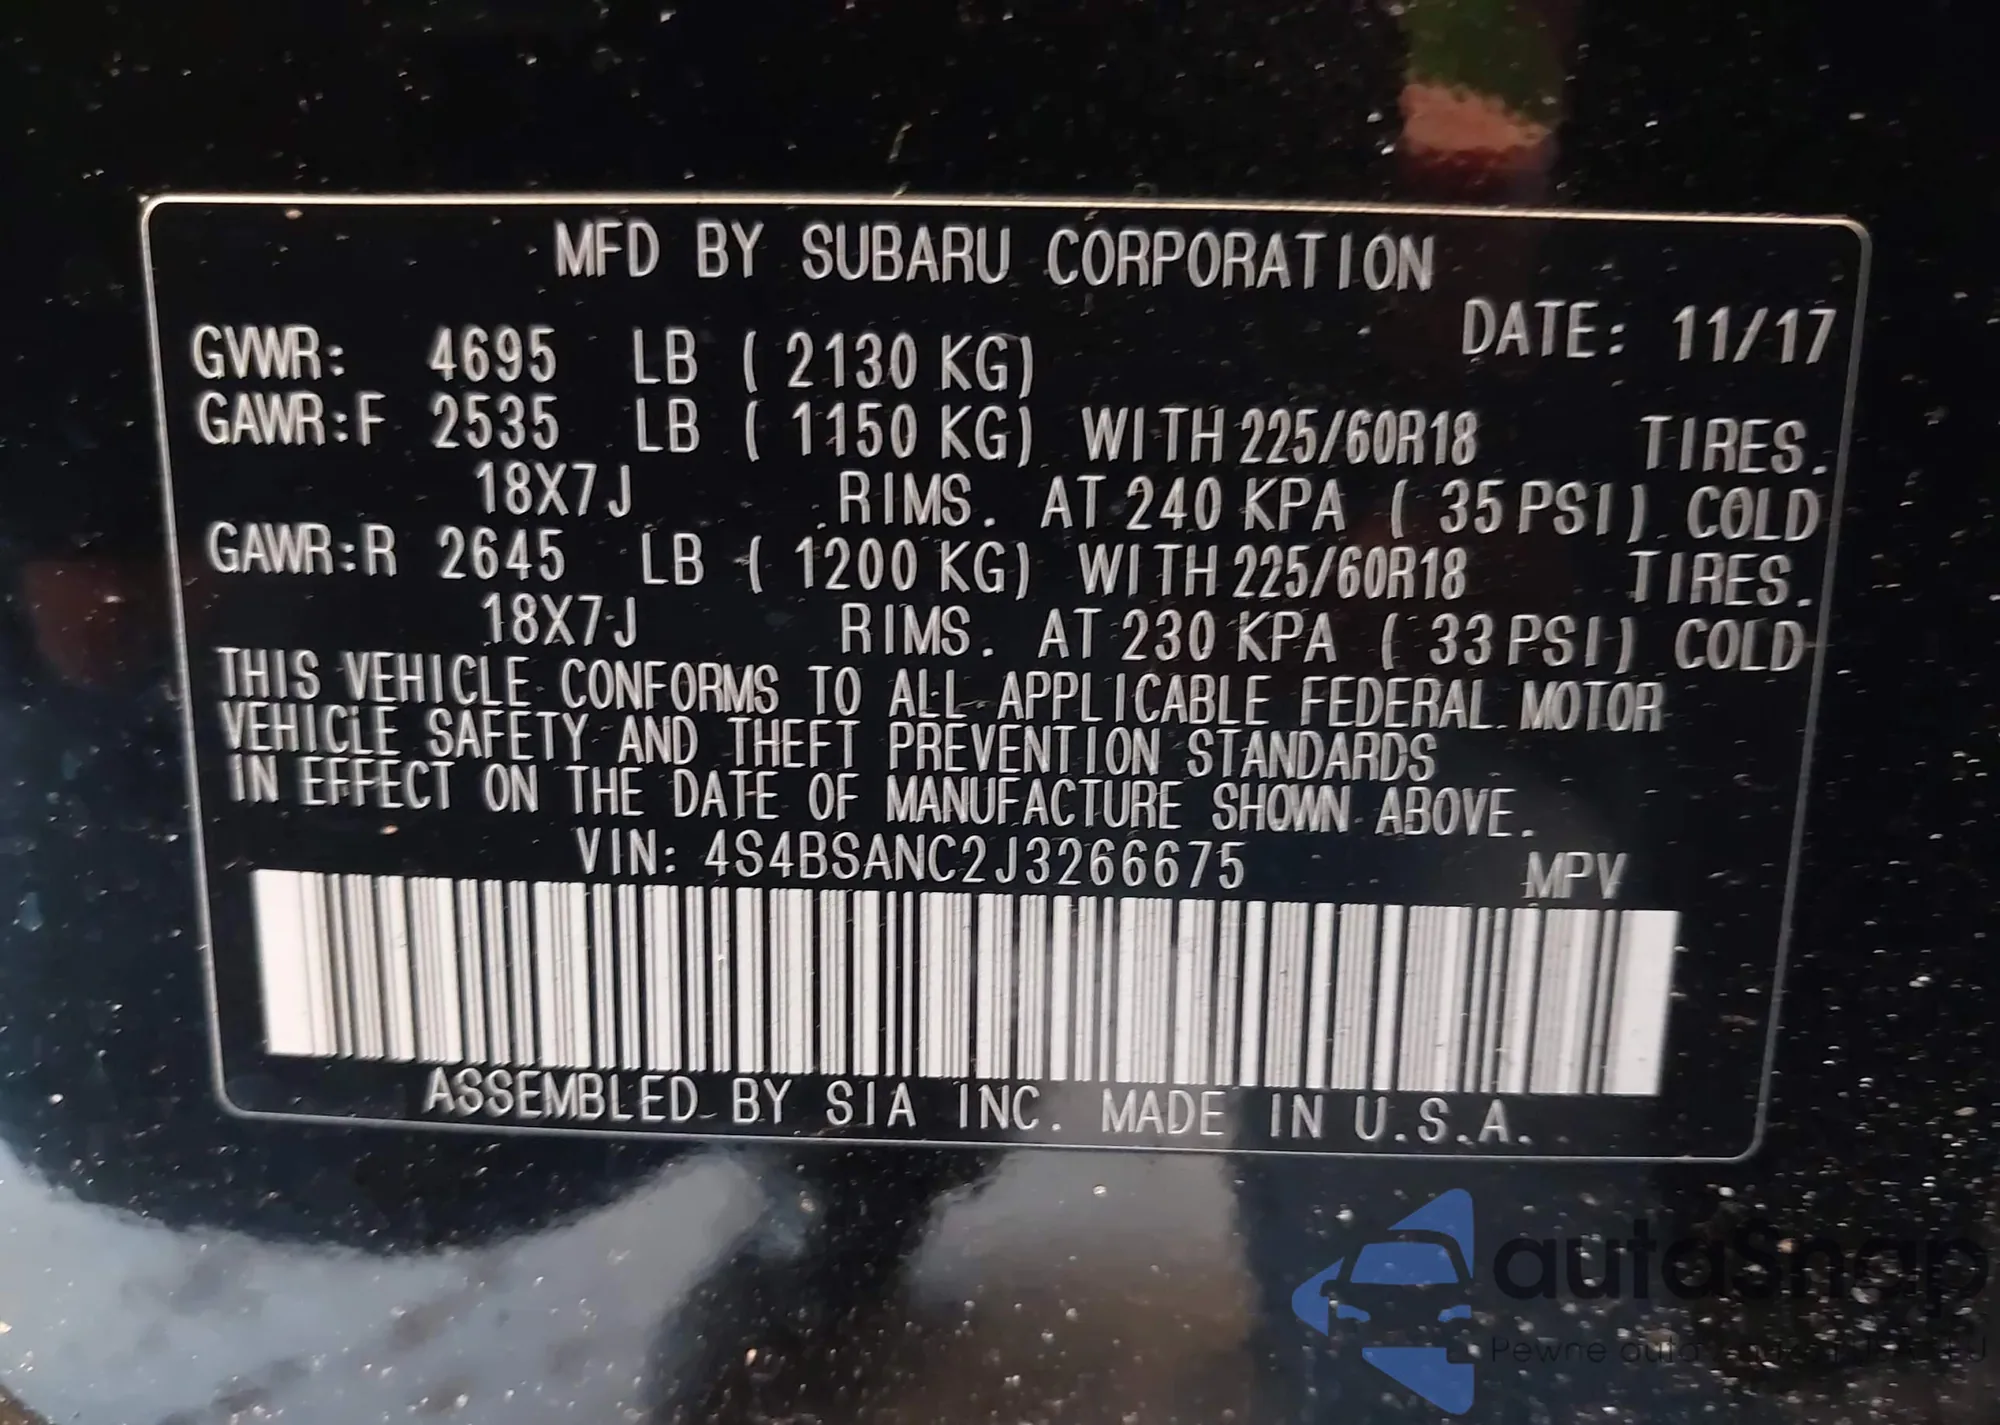 MFD BY SUBARU CORPORATION
DATE: 11/17
GVWR: 4695 LB ( 2130 KG)
GAWR:F 2535 LB ( 1150 KG) WITH 225/60R18 TIRES.
18X7J RIMS. AT 240 KPA ( 35 PSI) COLD
GAWR:R 2645 LB ( 1200 KG) WITH 225/60R18 TIRES.
18X7J RIMS. AT 230 KPA ( 33 PSI) COLD
THIS VEHICLE CONFORMS TO ALL APPLICABLE FEDERAL MOTOR
VEHICLE SAFETY AND THEFT PREVENTION STANDARDS
IN EFFECT ON THE DATE OF MANUFACTURE SHOWN ABOVE.
VIN: 4S4BSANC2J3266675 MPV
ASSEMBLED BY SIA INC. MADE IN U.S.A.
autasnap
Pewne auta